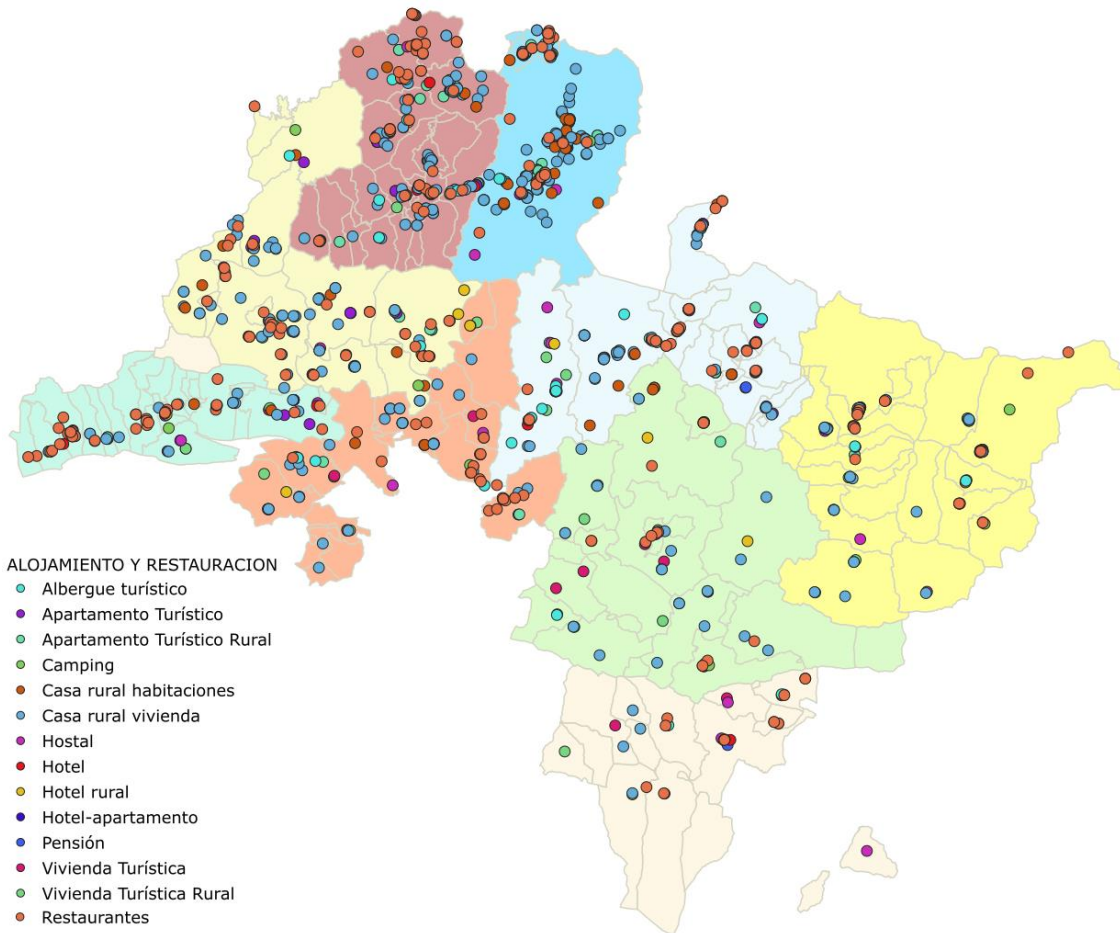 ALOJAMIENTO Y RESTAURACION
Albergue turístico
Apartamento Turístico
Apartamento Turístico Rural
Camping
Casa rural habitaciones
Casa rural vivienda
Hostal
Hotel
Hotel rural
Hotel-apartamento
Pensión
Vivienda Turística
Vivienda Turística Rural
Restaurantes